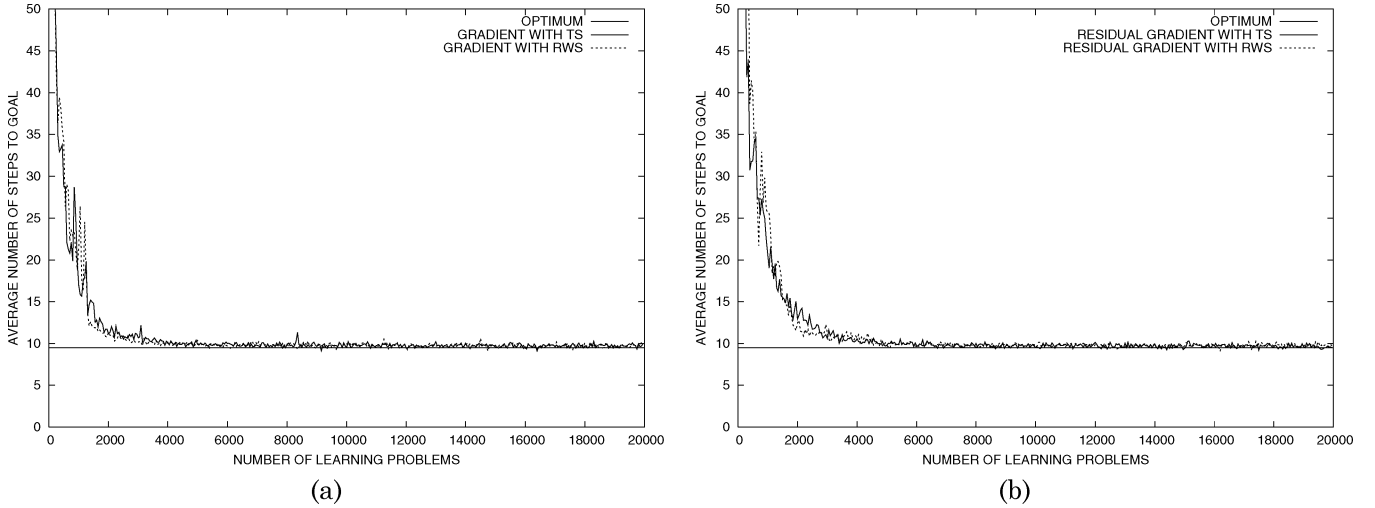 OPTIMUM
GRADIENT WITH TS
GRADIENT WITH RWS
50
45
40
35
30
25
20
15
10
5
0
AVERAGE NUMBER OF STEPS TO GOAL
0 2000 4000 6000 8000 10000 12000 14000 16000 18000 20000
NUMBER OF LEARNING PROBLEMS
(a)
OPTIMUM
RESIDUAL GRADIENT WITH TS
RESIDUAL GRADIENT WITH RWS
50
45
40
35
30
25
20
15
10
5
0
AVERAGE NUMBER OF STEPS TO GOAL
0 2000 4000 6000 8000 10000 12000 14000 16000 18000 20000
NUMBER OF LEARNING PROBLEMS
(b)